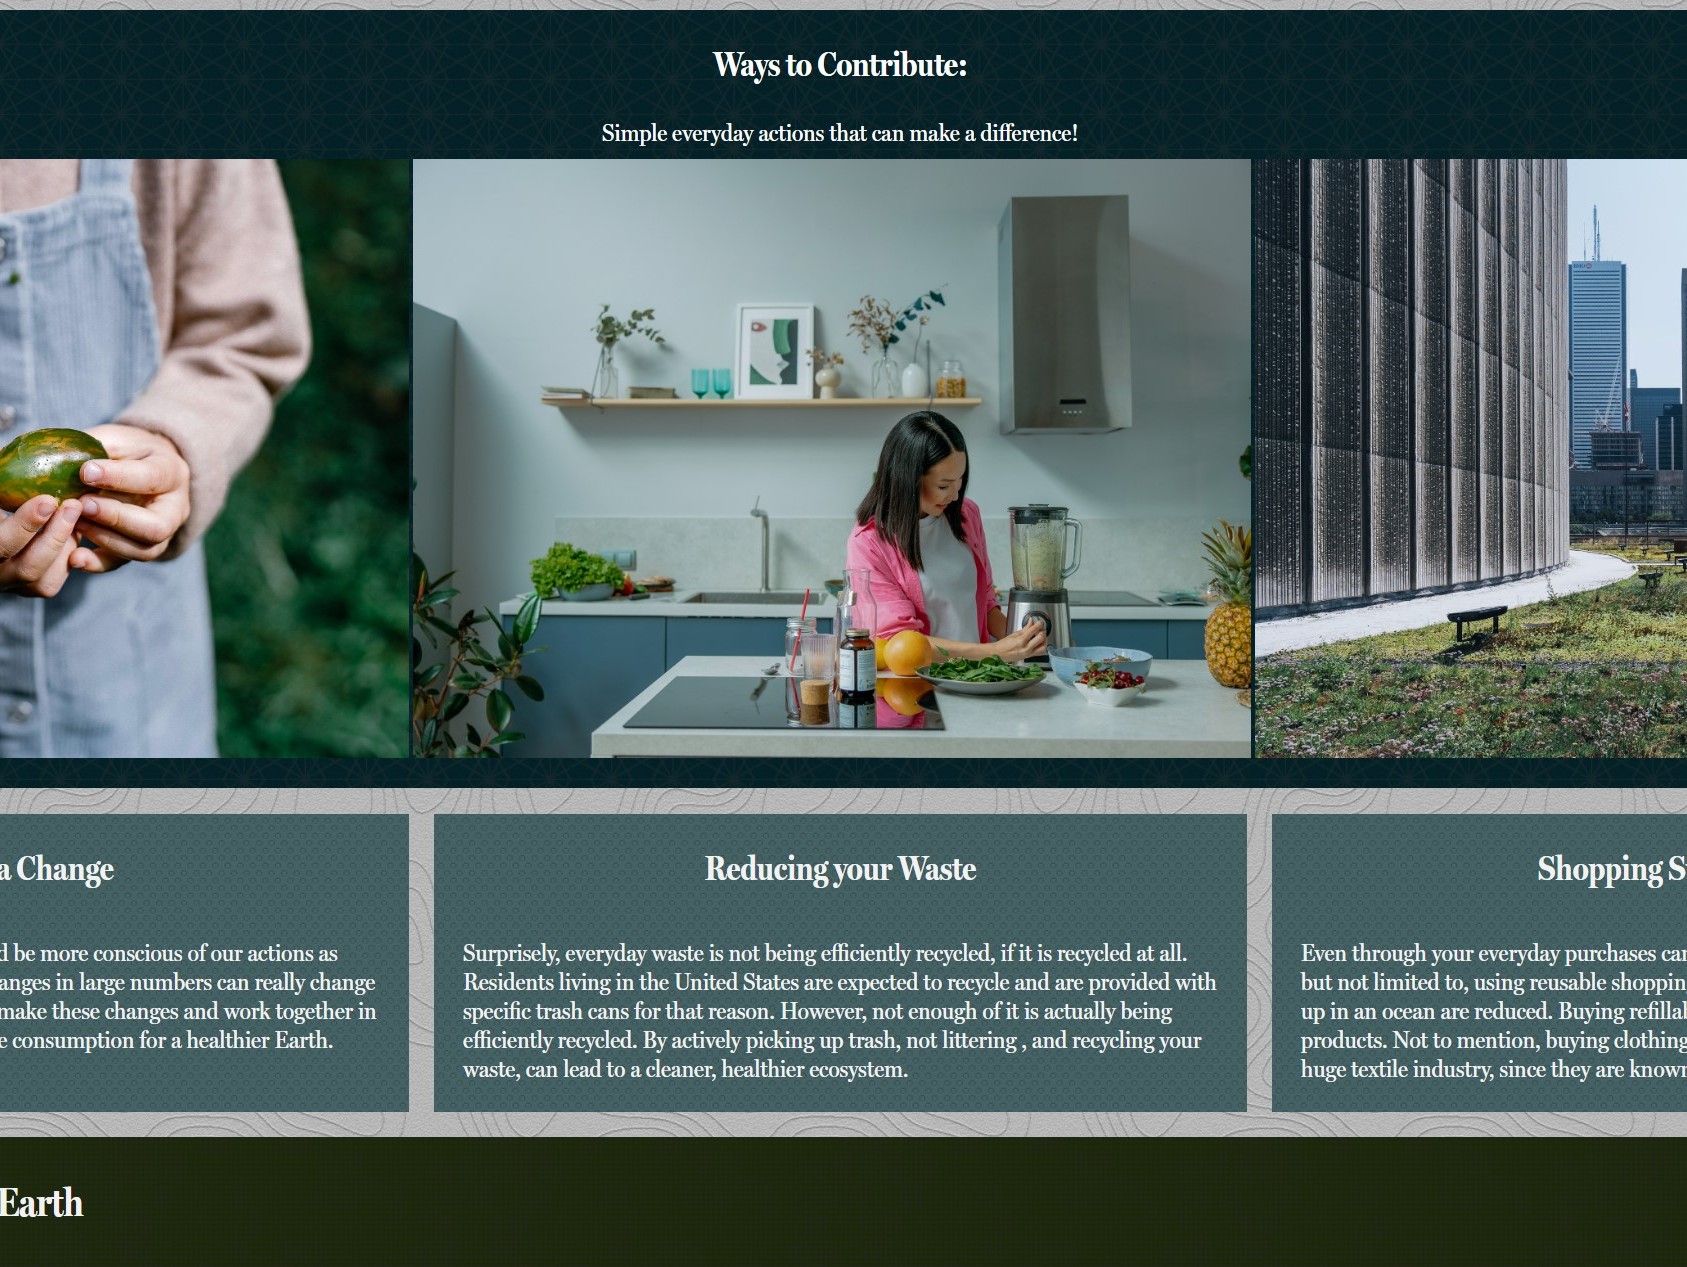 Ways to Contribute:
Simple everyday actions that can make a difference!
a Change
be more conscious of our actions as
anges in large numbers can really change
make these changes and work together in
e consumption for a healthier Earth.
Reducing your Waste
Surprisely, everyday waste is not being efficiently recycled, if it is recycled at all.
Residents living in the United States are expected to recycle and are provided with
specific trash cans for that reason. However, not enough of it is actually being
efficiently recycled. By actively picking up trash, not littering , and recycling your
waste, can lead to a cleaner, healthier ecosystem.
Shopping S
Even through your everyday purchases can
but not limited to, using reusable shopping
up in an ocean are reduced. Buying refillab
products. Not to mention, buying clothing
huge textile industry, since they are known
Earth